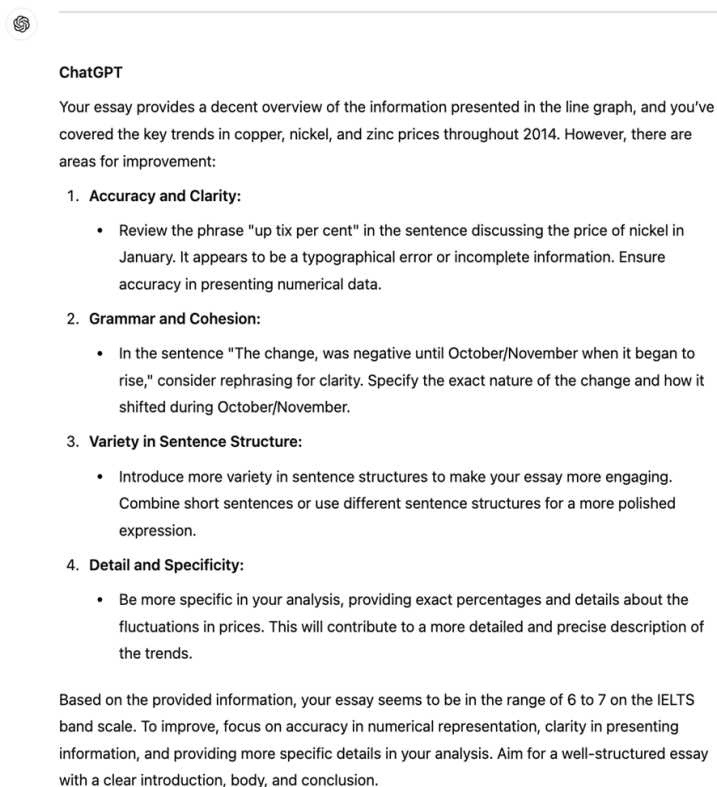 ChatGPT
Your essay provides a decent overview of the information presented in the line graph, and you've
covered the key trends in copper, nickel, and zinc prices throughout 2014. However, there are
areas for improvement:
1. Accuracy and Clarity:
• Review the phrase "up tix per cent" in the sentence discussing the price of nickel in
January. It appears to be a typographical error or incomplete information. Ensure
accuracy in presenting numerical data.
2. Grammar and Cohesion:
• In the sentence "The change, was negative until October/November when it began to
rise," consider rephrasing for clarity. Specify the exact nature of the change and how it
shifted during October/November.
3. Variety in Sentence Structure:
• Introduce more variety in sentence structures to make your essay more engaging.
Combine short sentences or use different sentence structures for a more polished
expression.
4. Detail and Specificity:
• Be more specific in your analysis, providing exact percentages and details about the
fluctuations in prices. This will contribute to a more detailed and precise description of
the trends.
Based on the provided information, your essay seems to be in the range of 6 to 7 on the IELTS
band scale. To improve, focus on accuracy in numerical representation, clarity in presenting
information, and providing more specific details in your analysis. Aim for a well-structured essay
with a clear introduction, body, and conclusion.